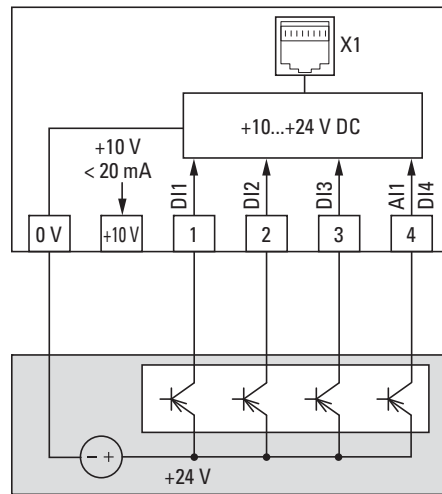 X1
+10...+24 V DC
+10 V
< 20 mA
DI1
DI2
DI3
AI1
DI4
0 V
+10 V
1
2
3
4
− +
+24 V